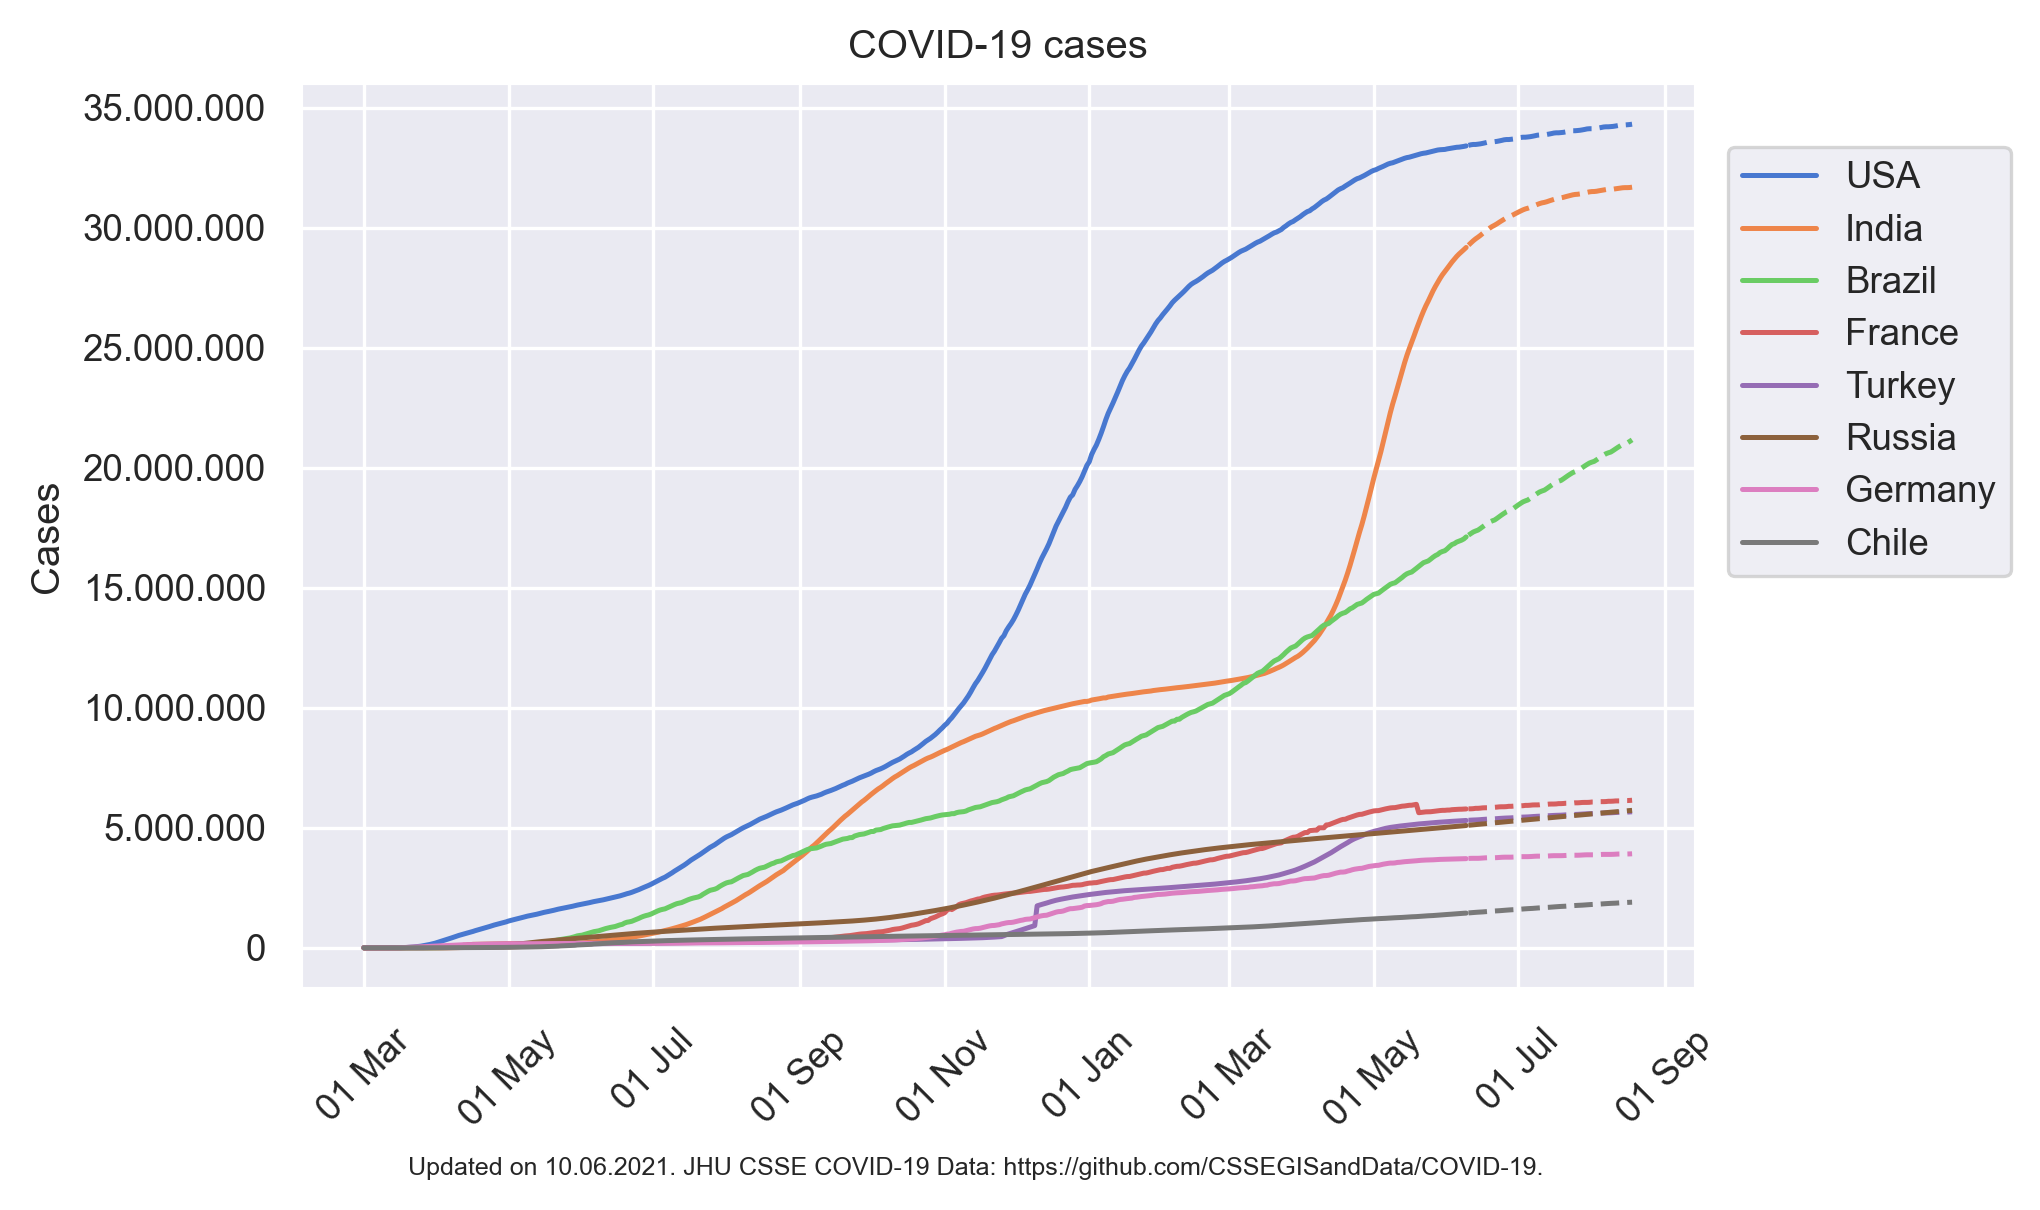 COVID-19 cases
35.000.000
30.000.000
25.000.000
20.000.000
15.000.000
10.000.000
5.000.000
0
Cases
USA
India
Brazil
France
Turkey
Russia
Germany
Chile
01 Mar
01 May
01 Jul
01 Sep
01 Nov
01 Jan
01 Mar
01 May
01 Jul
01 Sep
Updated on 10.06.2021. JHU CSSE COVID-19 Data: https://github.com/CSSEGISandData/COVID-19.